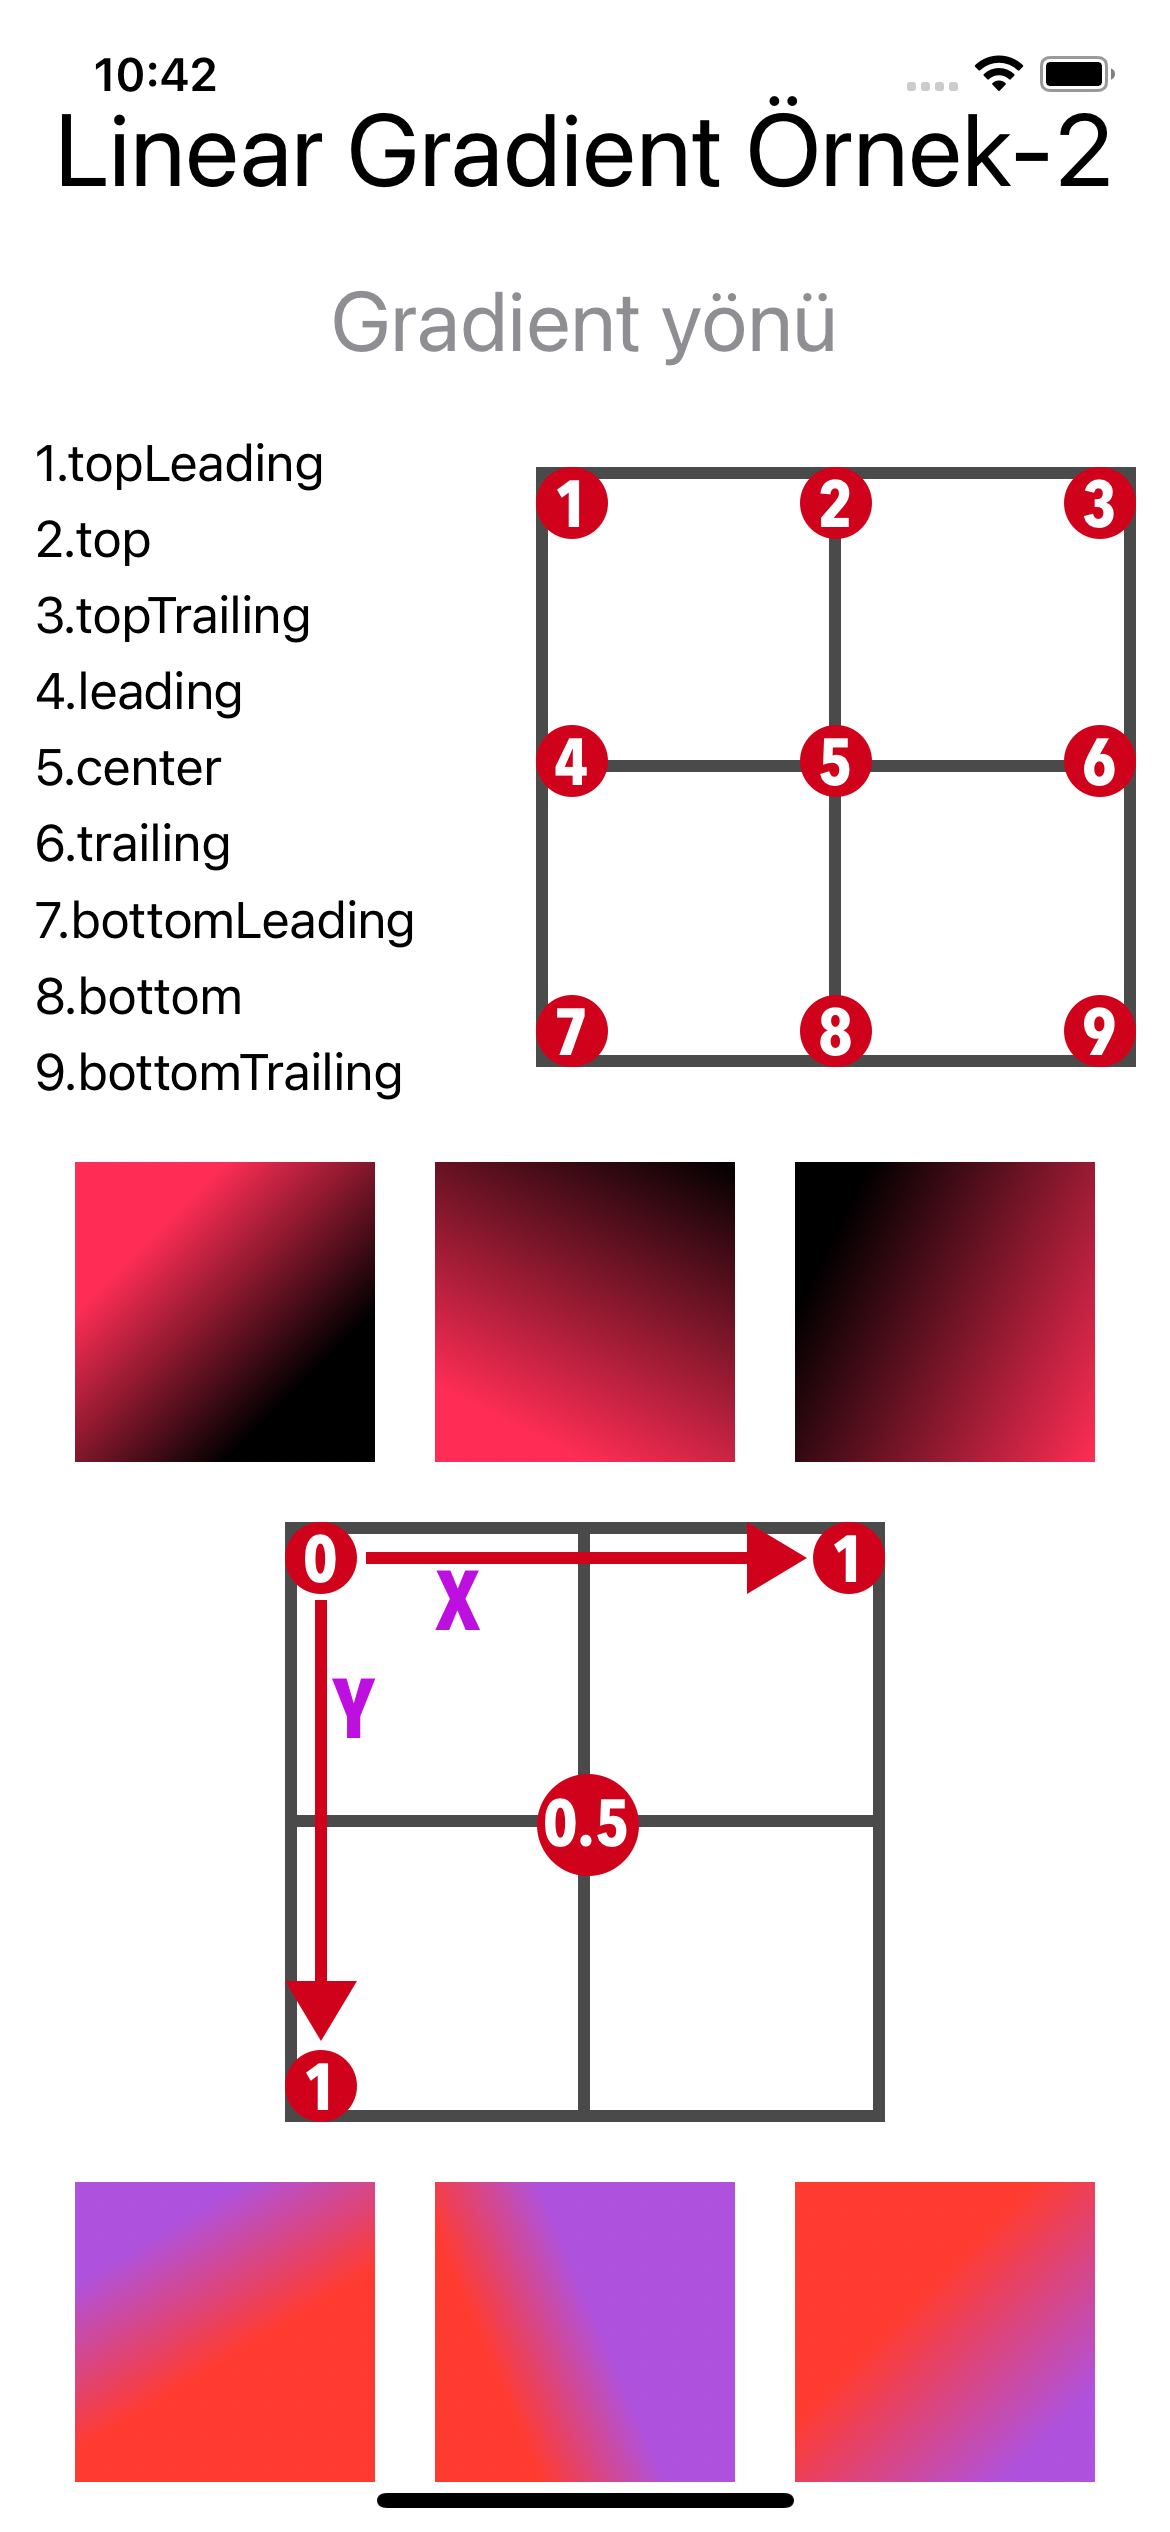 10:42
Linear Gradient Örnek-2
Gradient yönü
1.topLeading
2.top
3.topTrailing
4.leading
5.center
6.trailing
7.bottomLeading
8.bottom
9.bottomTrailing
1 2 3
4 5 6
7 8 9
0 1
X
Y
0.5
1